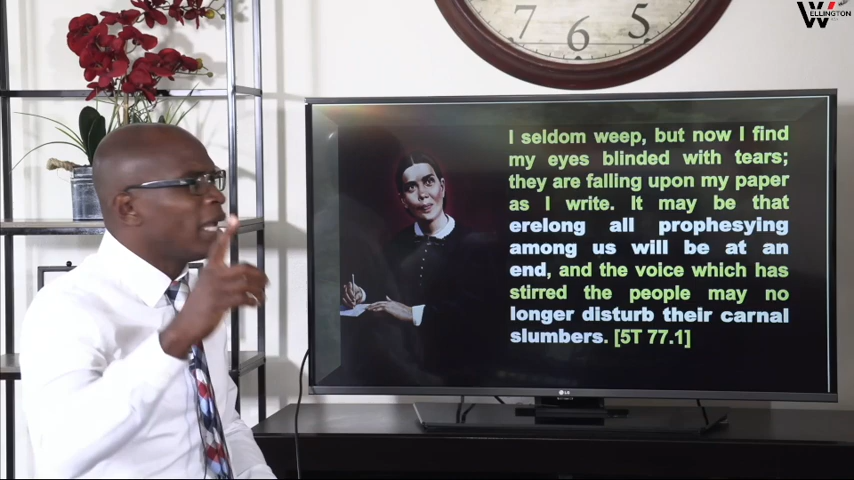 WELLINGTON
7 6 5
I seldom weep, but now I find
my eyes blinded with tears;
they are falling upon my paper
as I write. It may be that
erelong all prophesying
among us will be at an
end, and the voice which has
stirred the people may no
longer disturb their carnal
slumbers. [5T 77.1]
LG